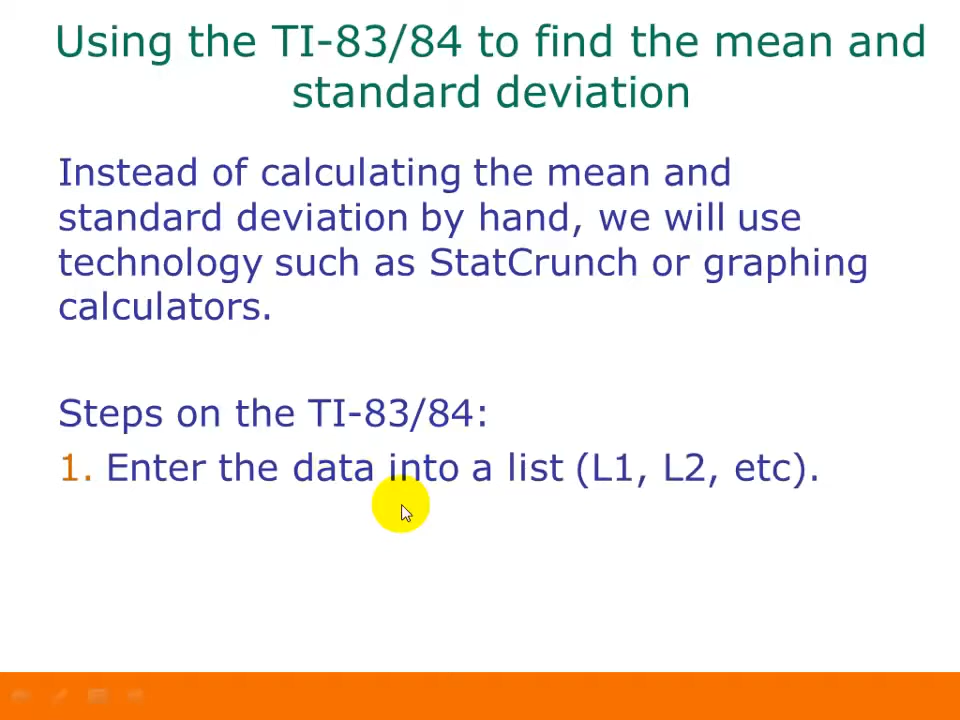 Using the TI-83/84 to find the mean and
standard deviation
Instead of calculating the mean and
standard deviation by hand, we will use
technology such as StatCrunch or graphing
calculators.
Steps on the TI-83/84:
1. Enter the data into a list (L1, L2, etc).